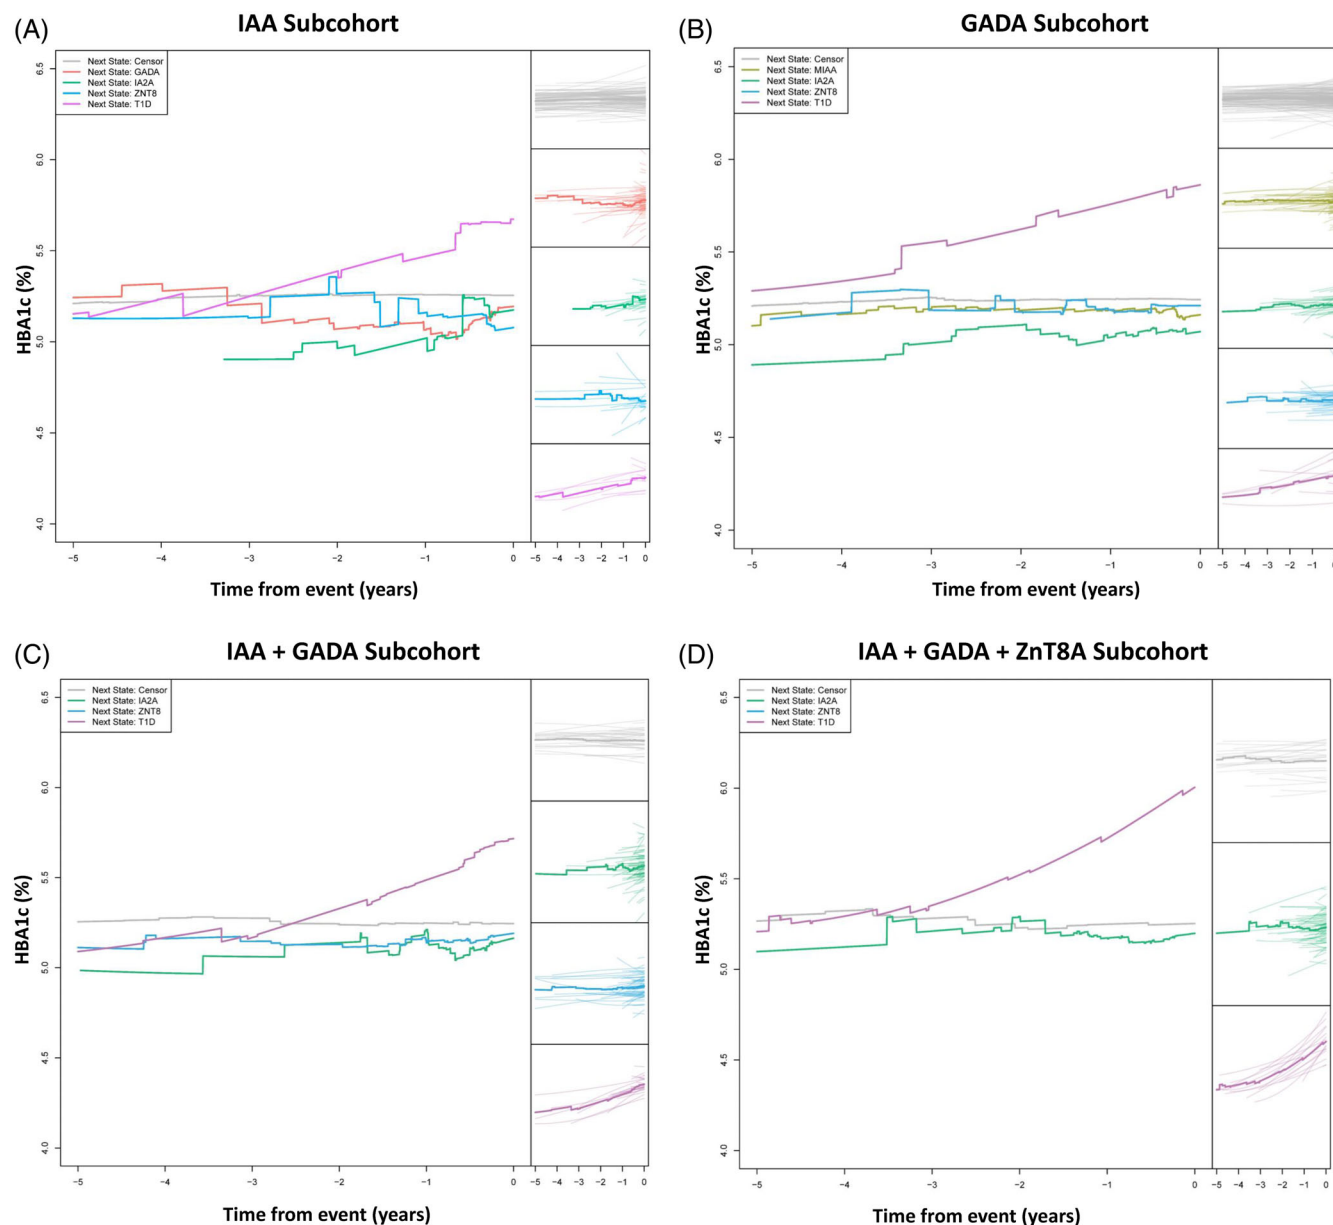 (A)
IAA Subcohort
Next State: Censor
Next State: GADA
Next State: IA2A
Next State: ZNT8
Next State: T1D
HBA1c (%)
6.5
6.0
5.5
5.0
4.5
4.0
−5 −4 −3 −2 −1 0
−5 −4 −3 −2 −1 0
Time from event (years)
(B)
GADA Subcohort
Next State: Censor
Next State: MIAA
Next State: IA2A
Next State: ZNT8
Next State: T1D
HBA1c (%)
6.5
6.0
5.5
5.0
4.5
4.0
−5 −4 −3 −2 −1 0
−5 −4 −3 −2 −1
Time from event (years)
(C)
IAA + GADA Subcohort
Next State: Censor
Next State: IA2A
Next State: ZNT8
Next State: T1D
HBA1c (%)
6.5
6.0
5.5
5.0
4.5
4.0
−5 −4 −3 −2 −1 0
−5 −4 −3 −2 −1 0
Time from event (years)
(D)
IAA + GADA + ZnT8A Subcohort
Next State: Censor
Next State: IA2A
Next State: ZNT8
Next State: T1D
HBA1c (%)
6.5
6.0
5.5
5.0
4.5
4.0
−5 −4 −3 −2 −1 0
−5 −4 −3 −2 −1 0
Time from event (years)